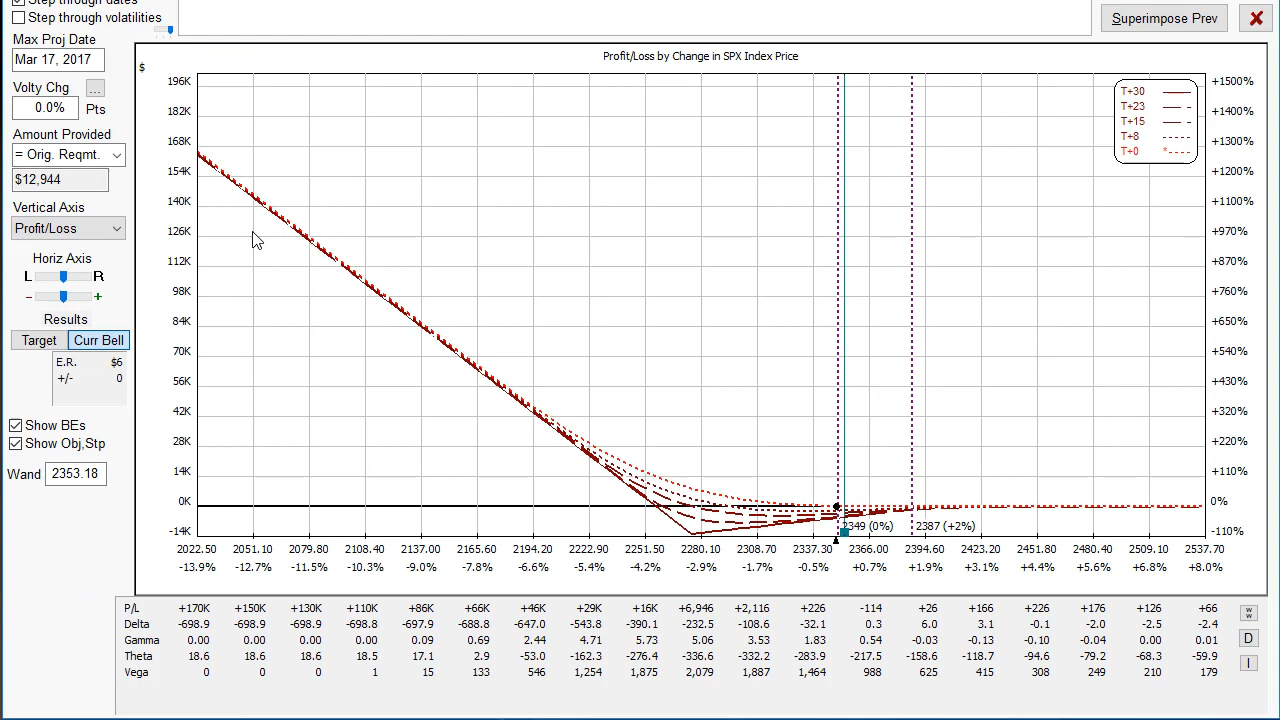 Step through dates
Step through volatilities
Superimpose Prev
Max Proj Date
Mar 17, 2017
Volty Chg ...
0.0% Pts
Amount Provided
= Orig. Reqmt.
$12,944
Vertical Axis
Profit/Loss
Horiz Axis
L R
− +
Results
Target Curr Bell
E.R. $6
+/- 0
Show BEs
Show Obj,Stp
Wand 2353.18
Profit/Loss by Change in SPX Index Price
$
196K +1500%
182K +1400%
168K +1300%
154K +1200%
140K +1100%
126K +970%
112K +870%
98K +760%
84K +650%
70K +540%
56K +430%
42K +320%
28K +220%
14K +110%
0K 0%
-14K -110%
T+30
T+23
T+15
T+8
T+0 *
2349 (0%) 2387 (+2%)
2022.50 2051.10 2079.80 2108.40 2137.00 2165.60 2194.20 2222.90 2251.50 2280.10 2308.70 2337.30 2366.00 2394.60 2423.20 2451.80 2480.40 2509.10 2537.70
-13.9% -12.7% -11.5% -10.3% -9.0% -7.8% -6.6% -5.4% -4.2% -2.9% -1.7% -0.5% +0.7% +1.9% +3.1% +4.4% +5.6% +6.8% +8.0%
P/L +170K +150K +130K +110K +86K +66K +46K +29K +16K +6,946 +2,116 +226 -114 +26 +166 +226 +176 +126 +66
Delta -698.9 -698.9 -698.9 -698.8 -697.9 -688.8 -647.0 -543.8 -390.1 -232.5 -108.6 -32.1 0.3 6.0 3.1 -0.1 -2.0 -2.5 -2.4
Gamma 0.00 0.00 0.00 0.00 0.09 0.69 2.44 4.71 5.73 5.06 3.53 1.83 0.54 -0.03 -0.13 -0.10 -0.04 0.00 0.01
Theta 18.6 18.6 18.6 18.5 17.1 2.9 -53.0 -162.3 -276.4 -336.6 -332.2 -283.9 -217.5 -158.6 -118.7 -94.6 -79.2 -68.3 -59.9
Vega 0 0 0 1 15 133 546 1,254 1,875 2,079 1,887 1,464 988 625 415 308 249 210 179
W
W
D
I